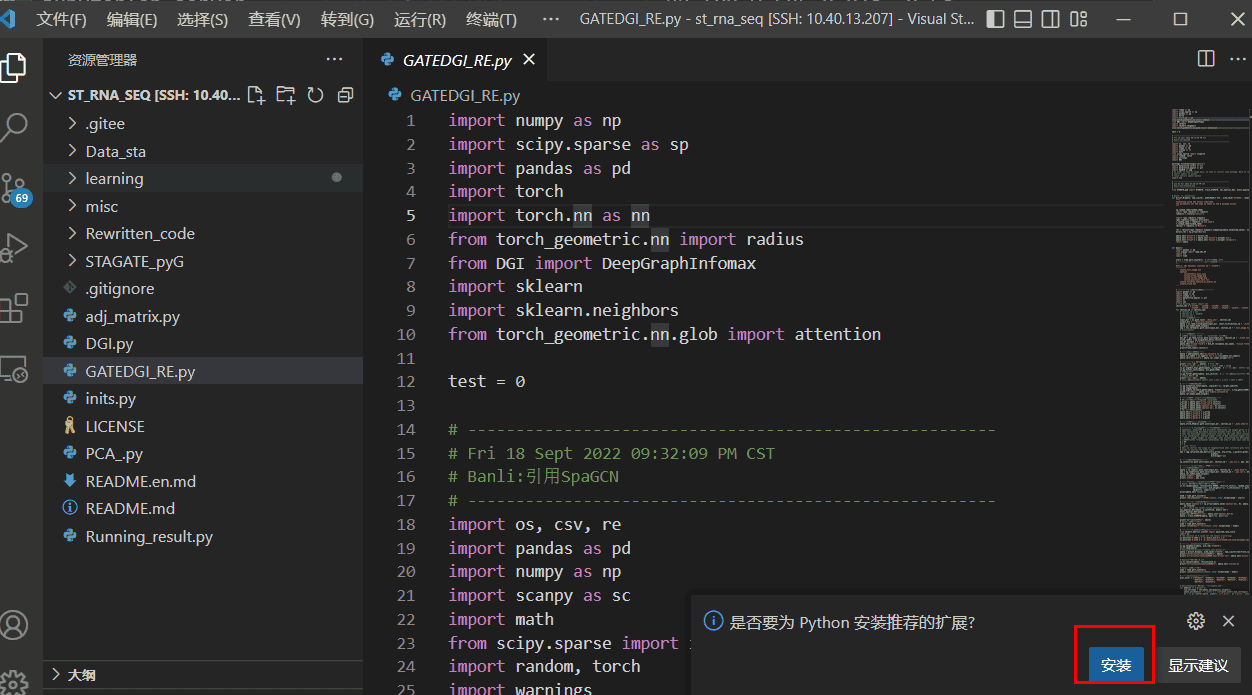 文件(F) 编辑(E) 选择(S) 查看(V) 转到(G) 运行(R) 终端(T) ··· GATEDGI_RE.py - st_rna_seq [SSH: 10.40.13.207] - Visual St...
资源管理器 ···
ST_RNA_SEQ [SSH: 10.40...
.gitee
Data_sta
learning
misc
Rewritten_code
STAGATE_pyG
.gitignore
adj_matrix.py
DGI.py
GATEDGI_RE.py
inits.py
LICENSE
PCA_.py
README.en.md
README.md
Running_result.py
大纲
69
GATEDGI_RE.py
GATEDGI_RE.py
1 import numpy as np
2 import scipy.sparse as sp
3 import pandas as pd
4 import torch
5 import torch.nn as nn
6 from torch_geometric.nn import radius
7 from DGI import DeepGraphInfomax
8 import sklearn
9 import sklearn.neighbors
10 from torch_geometric.nn.glob import attention
11
12 test = 0
13
14 # -------------------------------------------------------
15 # Fri 18 Sept 2022 09:32:09 PM CST
16 # Banli:引用SpaGCN
17 # -------------------------------------------------------
18 import os, csv, re
19 import pandas as pd
20 import numpy as np
21 import scanpy as sc
22 import math
23 from scipy.sparse import
24 import random, torch
25 import warnings
是否要为 Python 安装推荐的扩展?
安装
显示建议